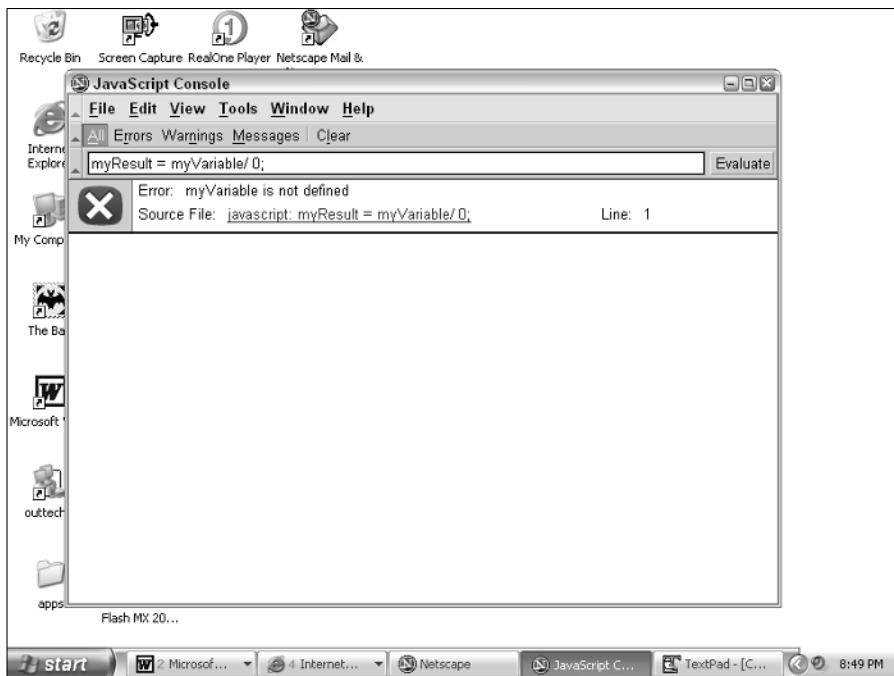 Recycle Bin Screen Capture RealOne Player Netscape Mail &
JavaScript Console
File Edit View Tools Window Help
All Errors Warnings Messages Clear
myResult = myVariable/ 0; Evaluate
Error: myVariable is not defined
Source File: javascript: myResult = myVariable/ 0; Line: 1
Interne
Explore
My Comp
The Ba
W
Microsoft
outtech
apps
Flash MX 20...
start
W 2 Microsof... 4 Internet... Netscape JavaScript C... TextPad - [C... 8:49 PM